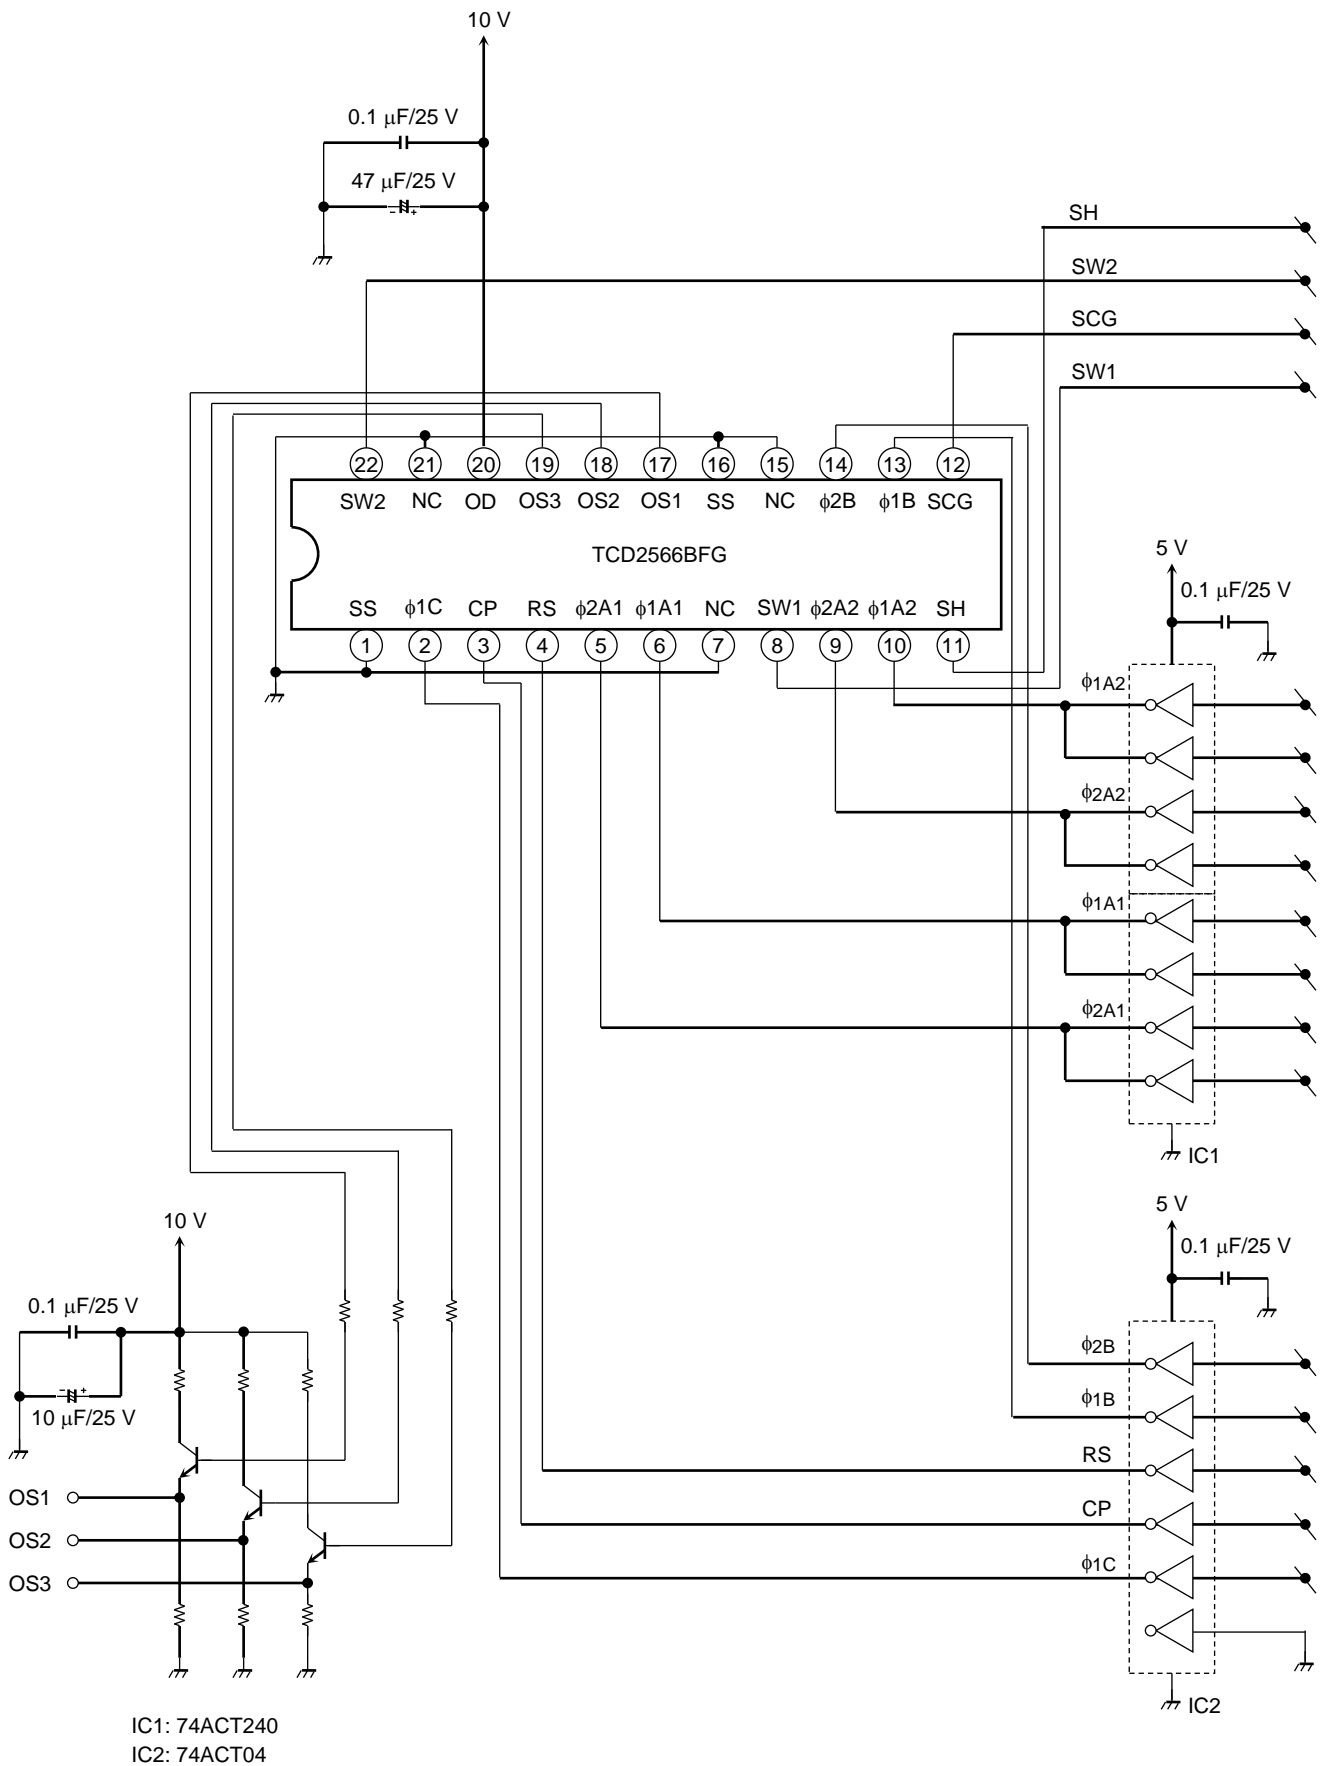 10 V
0.1 μF/25 V
47 μF/25 V
- +
SH
SW2
SCG
SW1
22 21 20 19 18 17 16 15 14 13 12
SW2 NC OD OS3 OS2 OS1 SS NC ϕ2B ϕ1B SCG
TCD2566BFG
SS ϕ1C CP RS ϕ2A1 ϕ1A1 NC SW1 ϕ2A2 ϕ1A2 SH
1 2 3 4 5 6 7 8 9 10 11
5 V
0.1 μF/25 V
ϕ1A2
ϕ2A2
ϕ1A1
ϕ2A1
IC1
5 V
0.1 μF/25 V
ϕ2B
ϕ1B
RS
CP
ϕ1C
IC2
10 V
0.1 μF/25 V
- +
10 μF/25 V
OS1
OS2
OS3
IC1: 74ACT240
IC2: 74ACT04